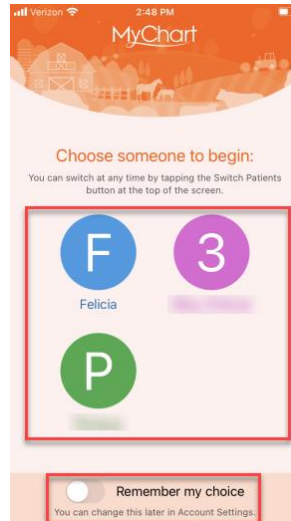 Verizon
2:48 PM
MyChart
Choose someone to begin:
You can switch at any time by tapping the Switch Patients
button at the top of the screen.
F
3
Felicia
P
Remember my choice
You can change this later in Account Settings.